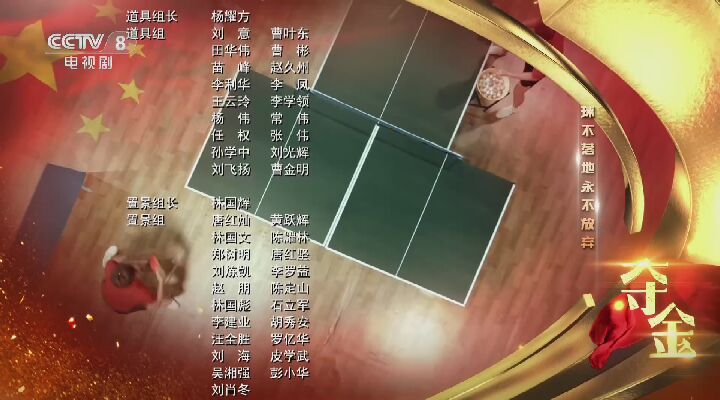 CCTV 8
电视剧
道具组长 杨耀方
道具组 刘 意 曹叶东
田华伟 曹 彬
苗 峰 赵久州
李利华 李 凤
王云玲 李学领
杨 伟 常 伟
任 权 张 伟
孙学中 刘光辉
刘飞扬 曹金明
置景组长 林国辉
置景组 唐红灿 黄跃辉
林国文 陈耀林
郑树明 唐红坚
刘炼凯 李罗益
赵 朋 陈定山
林国彪 石立军
李建业 胡秀安
汪全胜 罗亿华
刘 海 皮学武
吴湘强 彭小华
刘肖冬
球不落地永不放弃
夺金